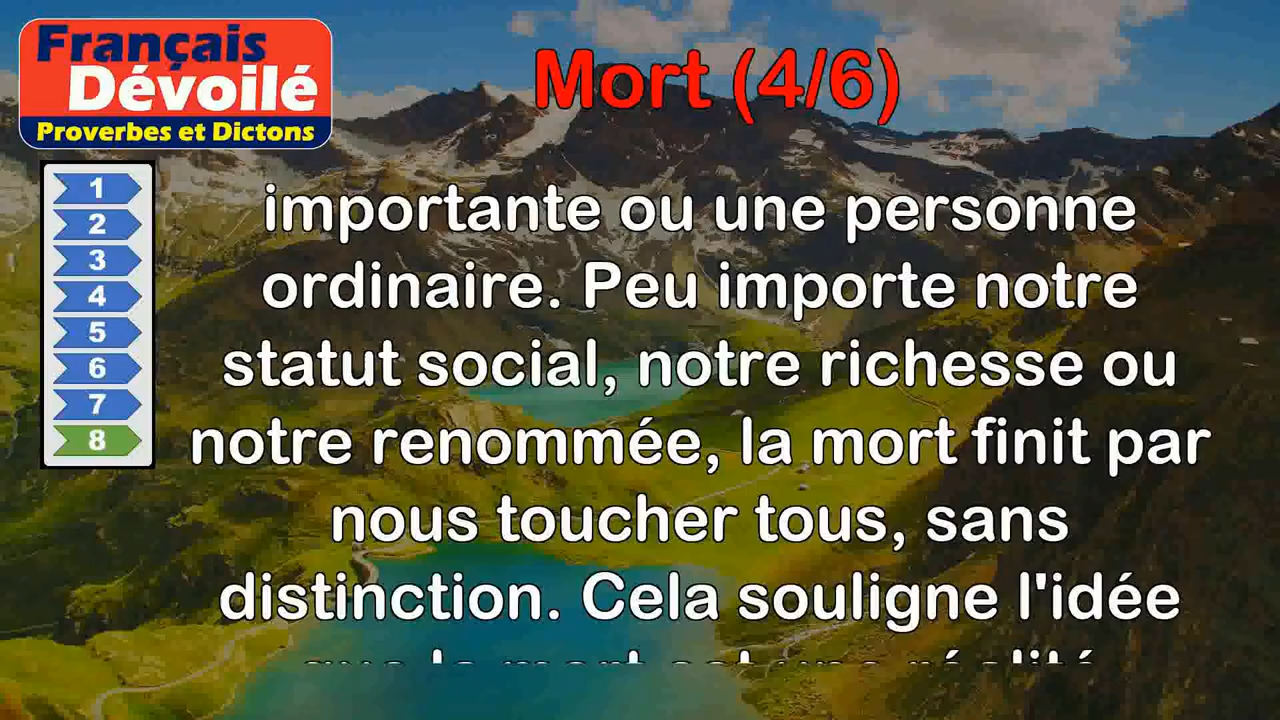 Français
Dévoilé
Proverbes et Dictons
Mort (4/6)
1
2
3
4
5
6
7
8
importante ou une personne
ordinaire. Peu importe notre
statut social, notre richesse ou
notre renommée, la mort finit par
nous toucher tous, sans
distinction. Cela souligne l'idée